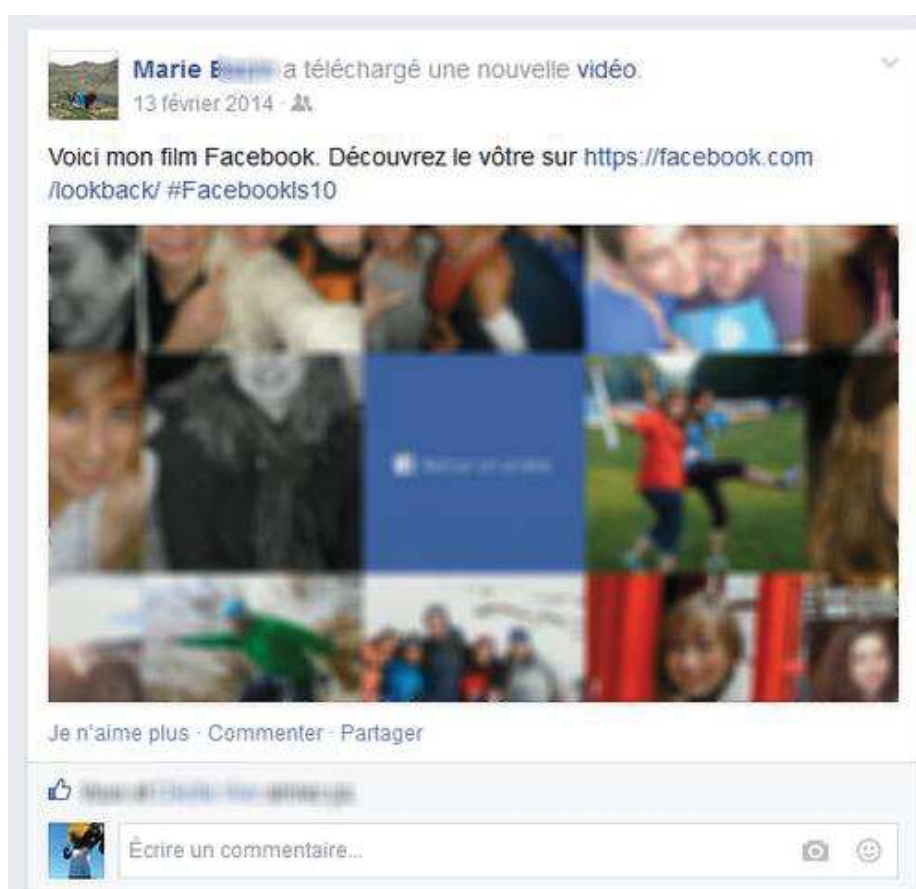 Marie a téléchargé une nouvelle vidéo.
13 février 2014 ·
Voici mon film Facebook. Découvrez le vôtre sur https://facebook.com
/lookback/ #FacebookIs10
Je n'aime plus · Commenter · Partager
Écrire un commentaire...